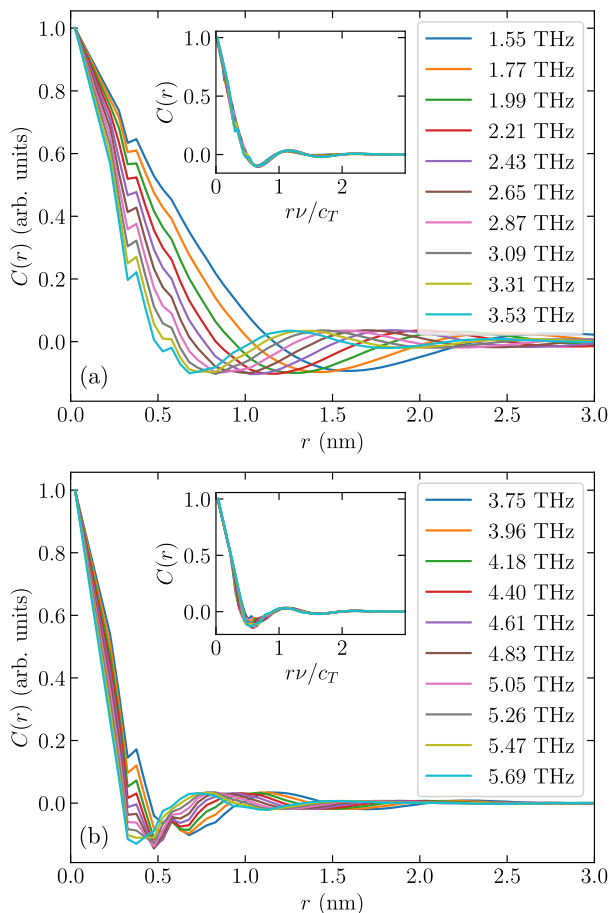 1.0
0.8
0.6
0.4
0.2
0.0
C(r) (arb. units)
(a)
0.0 0.5 1.0 1.5 2.0 2.5 3.0
r (nm)
1.0
0.5
0.0
C(r)
0 1 2
rν/c_T
1.55 THz
1.77 THz
1.99 THz
2.21 THz
2.43 THz
2.65 THz
2.87 THz
3.09 THz
3.31 THz
3.53 THz
1.0
0.8
0.6
0.4
0.2
0.0
C(r) (arb. units)
(b)
0.0 0.5 1.0 1.5 2.0 2.5 3.0
r (nm)
1.0
0.5
0.0
C(r)
0 1 2
rν/c_T
3.75 THz
3.96 THz
4.18 THz
4.40 THz
4.61 THz
4.83 THz
5.05 THz
5.26 THz
5.47 THz
5.69 THz